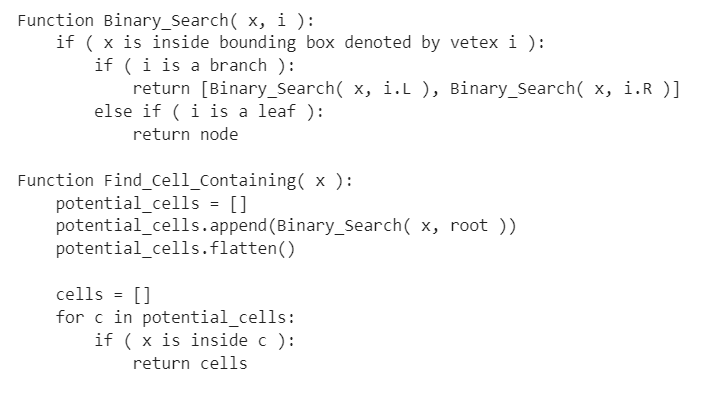 Function Binary_Search( x, i ):
    if ( x is inside bounding box denoted by vetex i ):
        if ( i is a branch ):
            return [Binary_Search( x, i.L ), Binary_Search( x, i.R )]
        else if ( i is a leaf ):
            return node

Function Find_Cell_Containing( x ):
    potential_cells = []
    potential_cells.append(Binary_Search( x, root ))
    potential_cells.flatten()

    cells = []
    for c in potential_cells:
        if ( x is inside c ):
            return cells